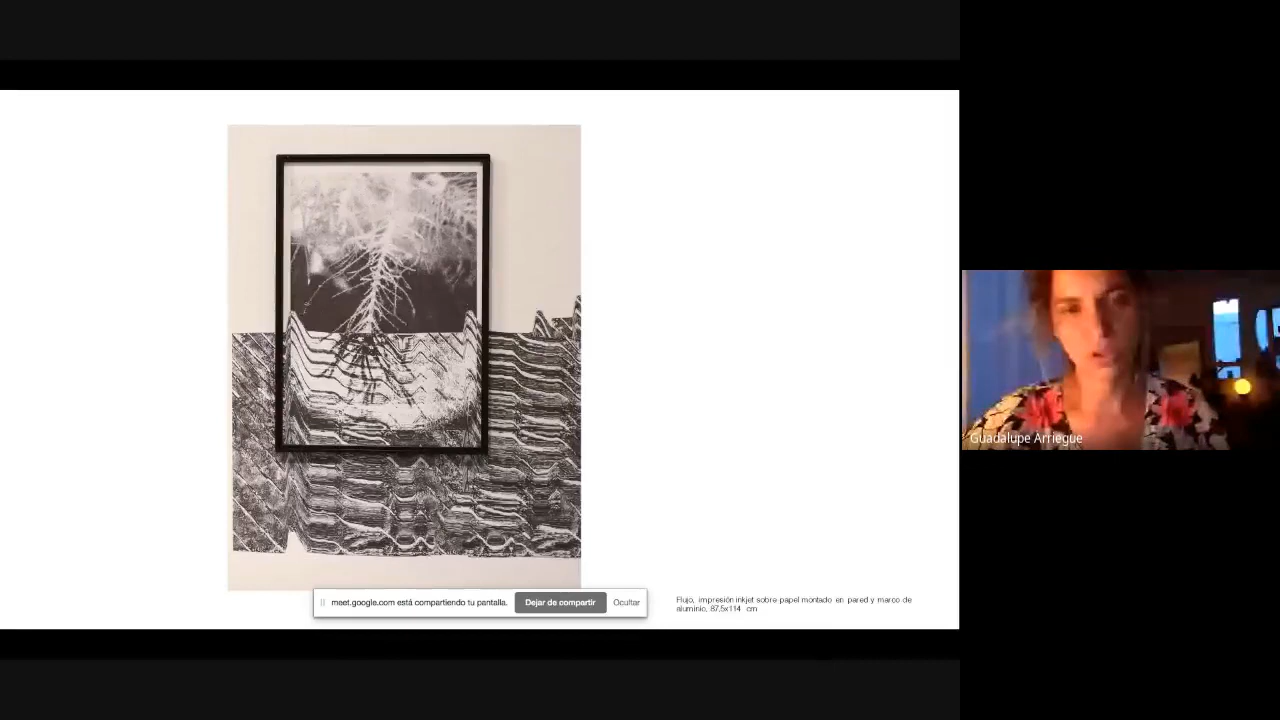 meet.google.com está compartiendo tu pantalla.
Dejar de compartir
Ocultar
Flujo, impresión inkjet sobre papel montado en pared y marco de
aluminio, 87,5x114 cm
Guadalupe Arriegue